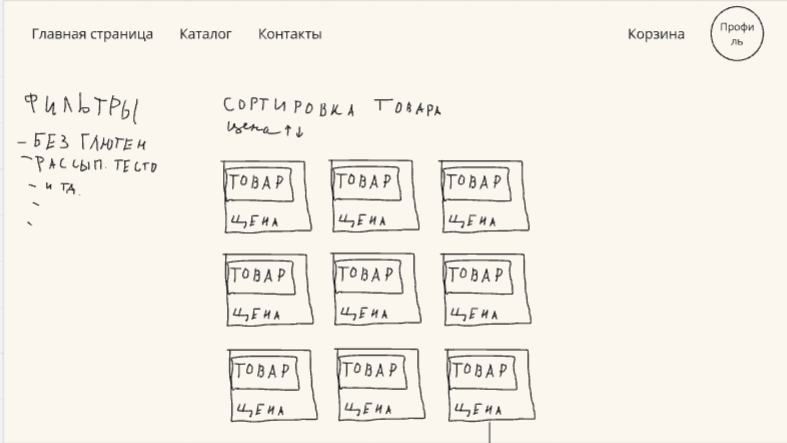 Главная страница Каталог Контакты Корзина
Профи
ль
ФИЛЬТРЫ
- БЕЗ ГЛЮТЕН
- РАССЫП. ТЕСТО
- и тд.
-
-
СОРТИРОВКА ТОВАРА
цена ↑↓
ТОВАР ТОВАР ТОВАР
ЦЕНА ЦЕНА ЦЕНА
ТОВАР ТОВАР ТОВАР
ЦЕНА ЦЕНА ЦЕНА
ТОВАР ТОВАР ТОВАР
ЦЕНА ЦЕНА ЦЕНА